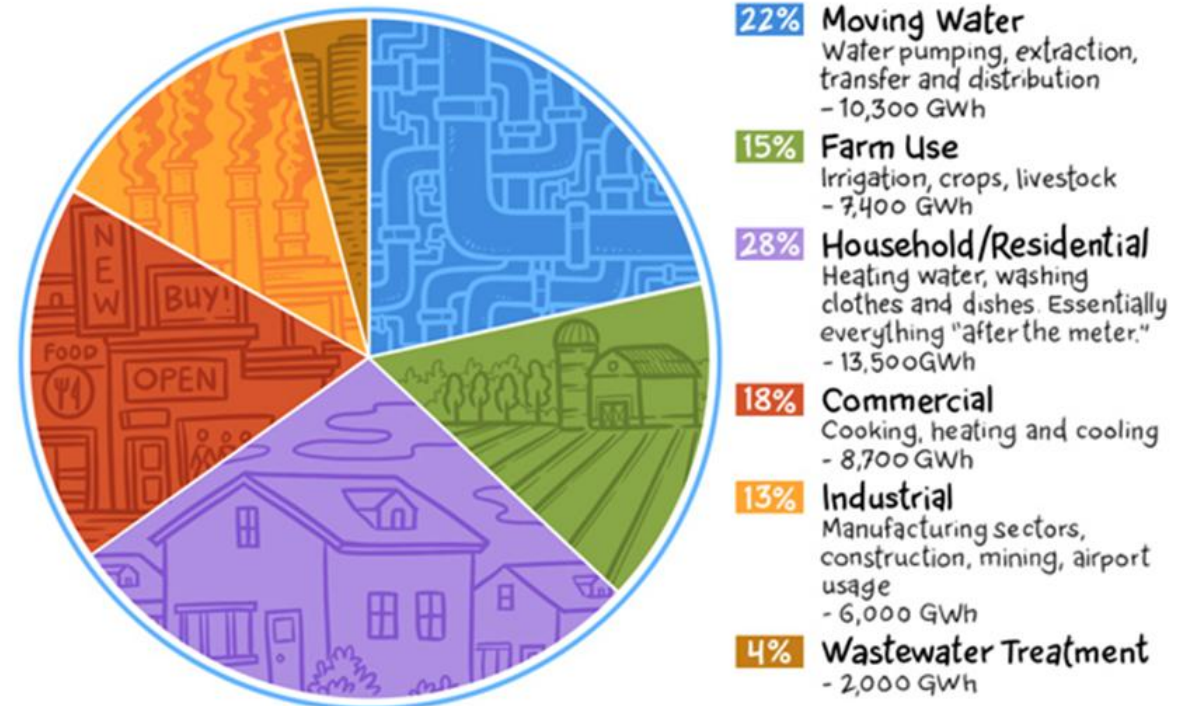 NEW
BUY!
FOOD
OPEN
22% Moving Water
Water pumping, extraction,
transfer and distribution
- 10,300 GWh
15% Farm Use
Irrigation, crops, livestock
- 7,400 GWh
28% Household/Residential
Heating water, washing
clothes and dishes. Essentially
everything "after the meter."
- 13,500GWh
18% Commercial
Cooking, heating and cooling
- 8,700 GWh
13% Industrial
Manufacturing sectors,
construction, mining, airport
usage
- 6,000 GWh
4% Wastewater Treatment
- 2,000 GWh